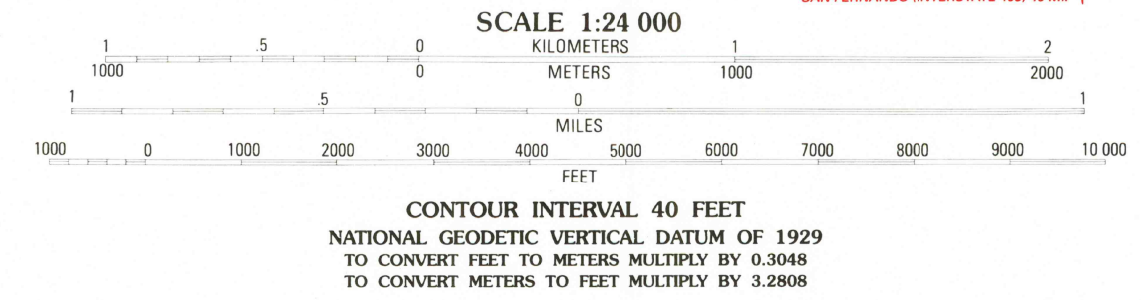 SCALE 1:24 000
1 .5 0 KILOMETERS 1 2
1000 0 METERS 1000 2000
1 .5 0 1
MILES
1000 0 1000 2000 3000 4000 5000 6000 7000 8000 9000 10 000
FEET
CONTOUR INTERVAL 40 FEET
NATIONAL GEODETIC VERTICAL DATUM OF 1929
TO CONVERT FEET TO METERS MULTIPLY BY 0.3048
TO CONVERT METERS TO FEET MULTIPLY BY 3.2808